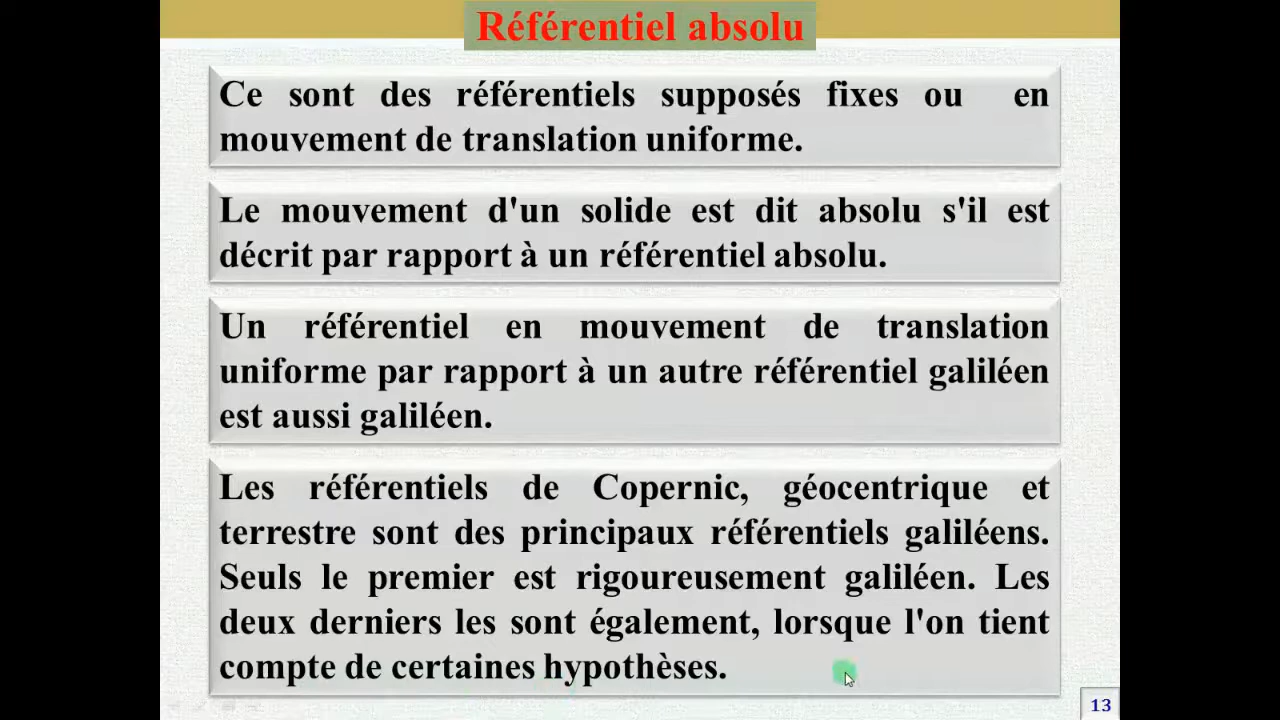 Référentiel absolu
Ce sont des référentiels supposés fixes ou en
mouvement de translation uniforme.
Le mouvement d'un solide est dit absolu s'il est
décrit par rapport à un référentiel absolu.
Un référentiel en mouvement de translation
uniforme par rapport à un autre référentiel galiléen
est aussi galiléen.
Les référentiels de Copernic, géocentrique et
terrestre sont des principaux référentiels galiléens.
Seuls le premier est rigoureusement galiléen. Les
deux derniers les sont également, lorsque l'on tient
compte de certaines hypothèses.
13